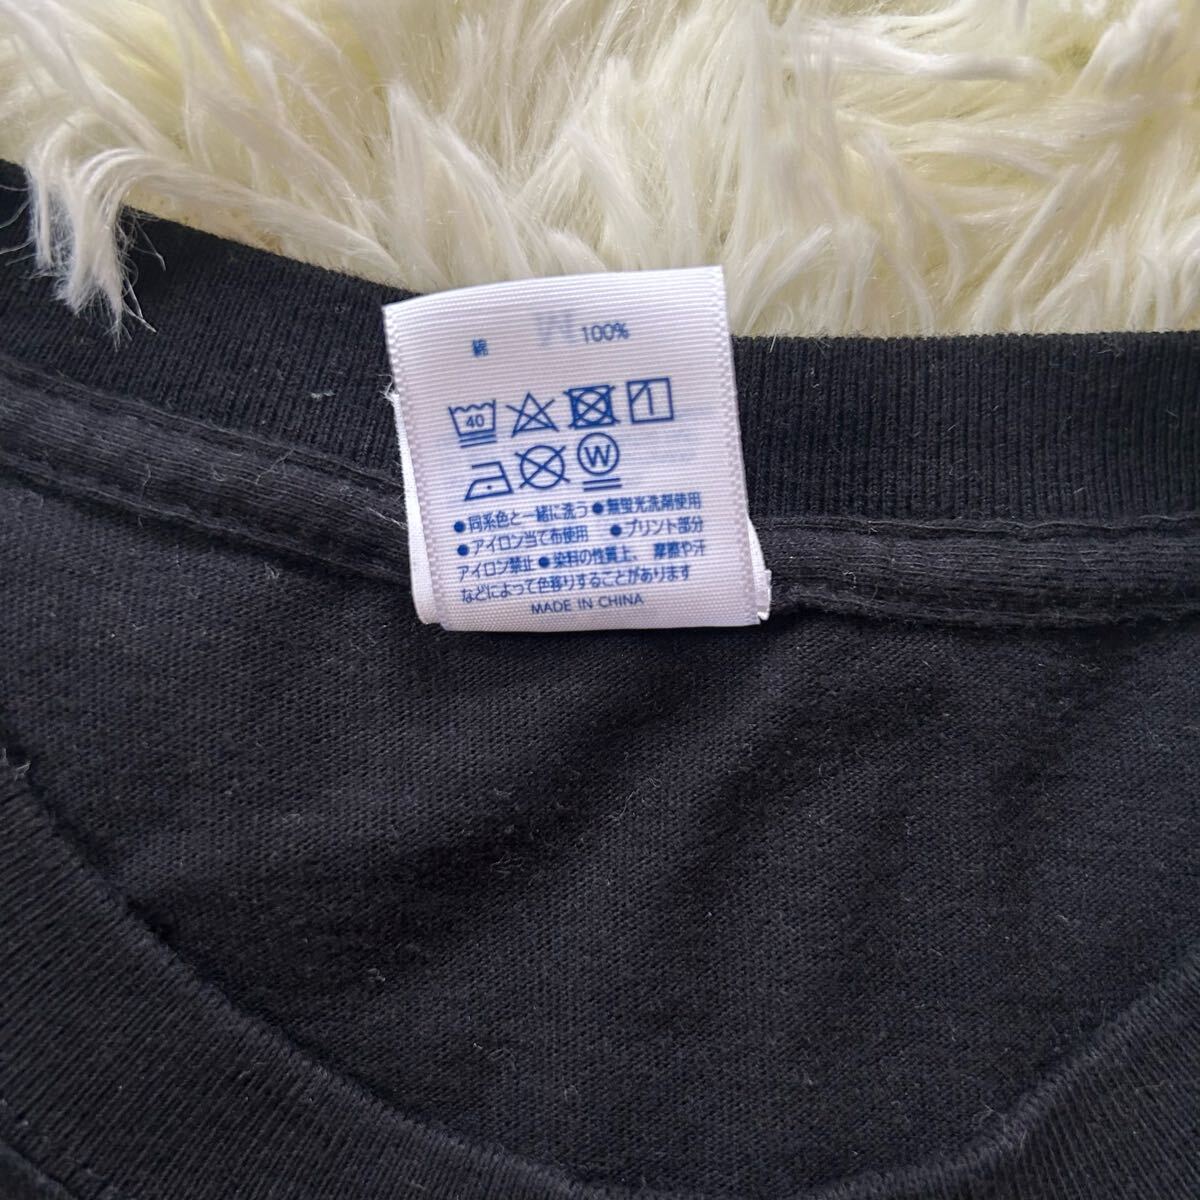 綿 100%
40
W
●同系色と一緒に洗う ●無蛍光洗剤使用
●アイロン当て布使用 ●プリント部分
アイロン禁止 ●染料の性質上、摩擦や汗
などによって色移りすることがあります
MADE IN CHINA